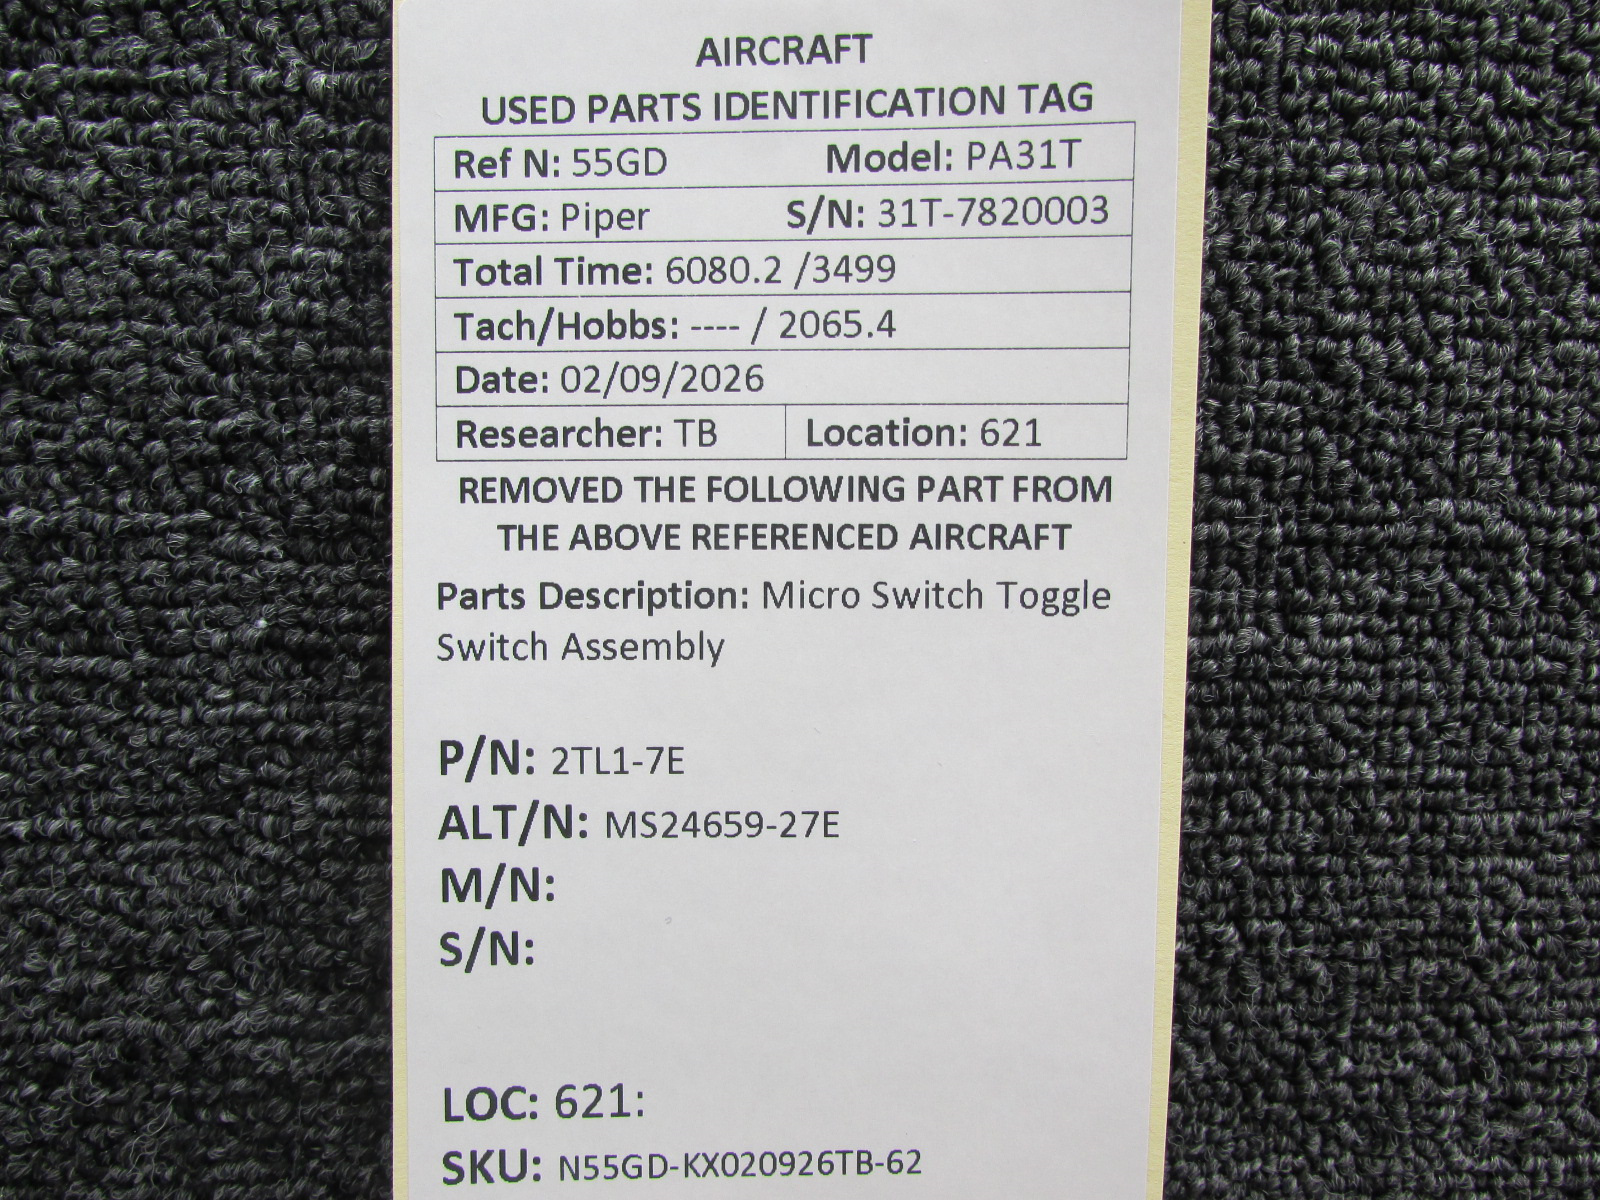 AIRCRAFT
USED PARTS IDENTIFICATION TAG
Ref N: 55GD Model: PA31T
MFG: Piper S/N: 31T-7820003
Total Time: 6080.2 /3499
Tach/Hobbs: ---- / 2065.4
Date: 02/09/2026
Researcher: TB Location: 621
REMOVED THE FOLLOWING PART FROM
THE ABOVE REFERENCED AIRCRAFT
Parts Description: Micro Switch Toggle
Switch Assembly
P/N: 2TL1-7E
ALT/N: MS24659-27E
M/N:
S/N:
LOC: 621:
SKU: N55GD-KX020926TB-62